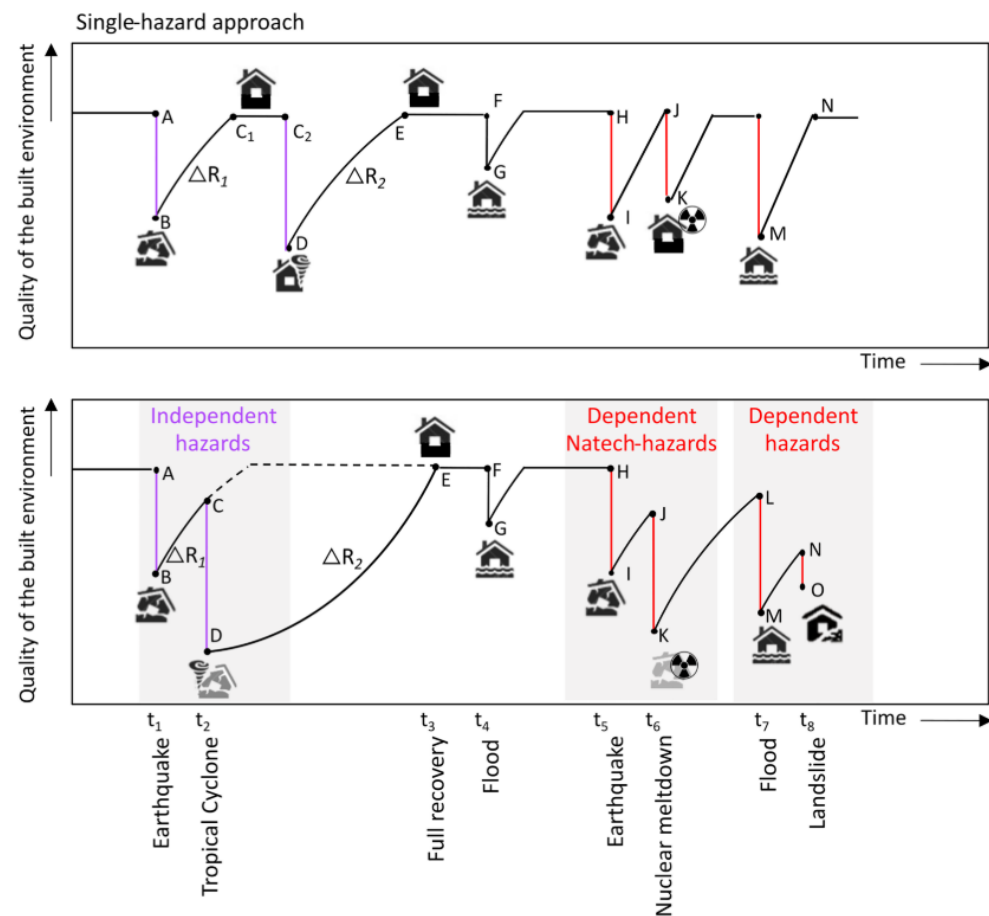 Single-hazard approach
Quality of the built environment
A
B
△R1
C1
C2
D
△R2
E
F
G
H
I
J
K
M
N
Time
Quality of the built environment
Independent
hazards
Dependent
Natech-hazards
Dependent
hazards
A
B
△R1
C
D
△R2
E
F
G
H
I
J
K
L
M
N
O
t1
t2
t3
t4
t5
t6
t7
t8
Time
Earthquake
Tropical Cyclone
Full recovery
Flood
Earthquake
Nuclear meltdown
Flood
Landslide